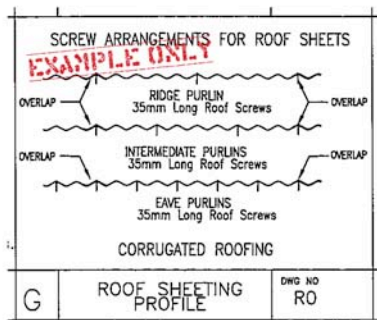 SCREW ARRANGEMENTS FOR ROOF SHEETS
EXAMPLE ONLY
OVERLAP
RIDGE PURLIN
35mm Long Roof Screws
OVERLAP
OVERLAP
INTERMEDIATE PURLINS
35mm Long Roof Screws
OVERLAP
EAVE PURLINS
35mm Long Roof Screws
CORRUGATED ROOFING
G
ROOF SHEETING
PROFILE
DWG NO
RO